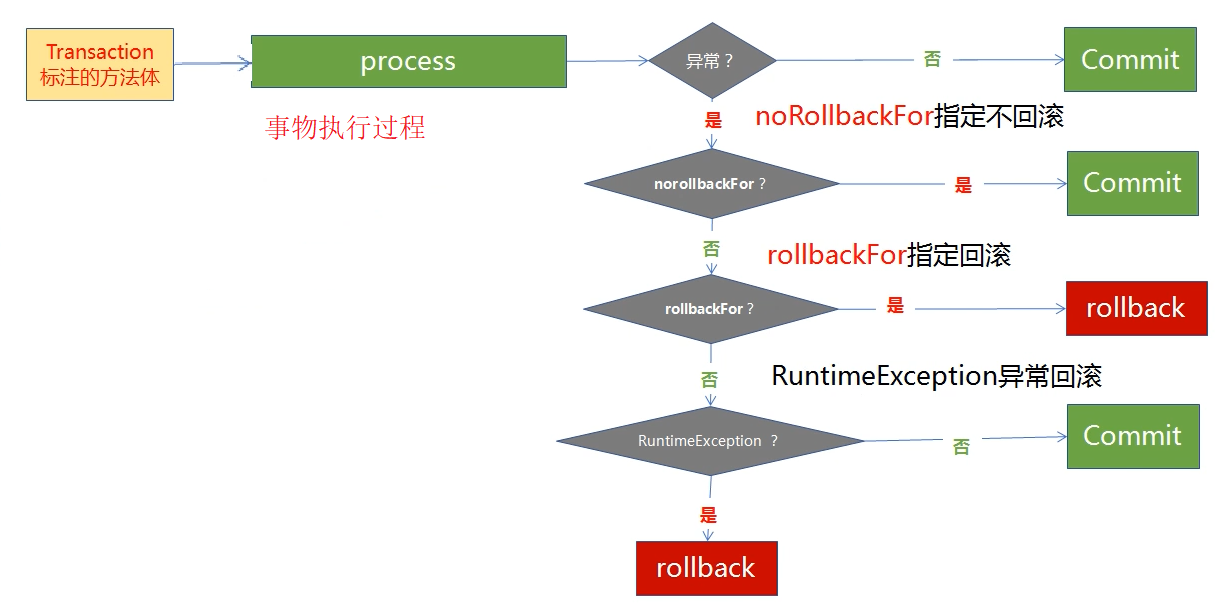 Transaction
标注的方法体
process
异常？
否
Commit
事物执行过程
是
noRollbackFor指定不回滚
norollbackFor？
是
Commit
否
rollbackFor指定回滚
rollbackFor？
是
rollback
否
RuntimeException异常回滚
RuntimeException ？
否
Commit
是
rollback